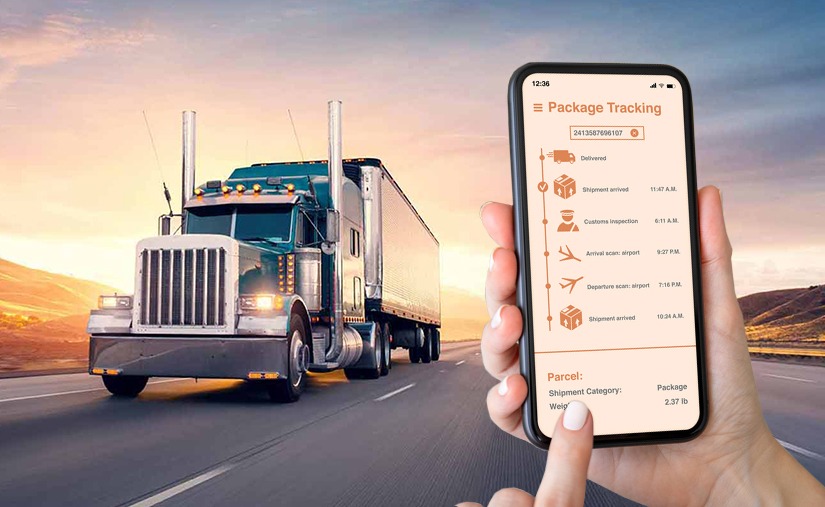 12:36
Package Tracking
2413587696107
Delivered
Shipment arrived 11:47 A.M.
Customs inspection 6:11 A.M.
Arrival scan: airport 9:27 P.M.
Departure scan: airport 7:16 P.M.
Shipment arrived 10:24 A.M.
Parcel:
Shipment Category: Package
2.37 lb